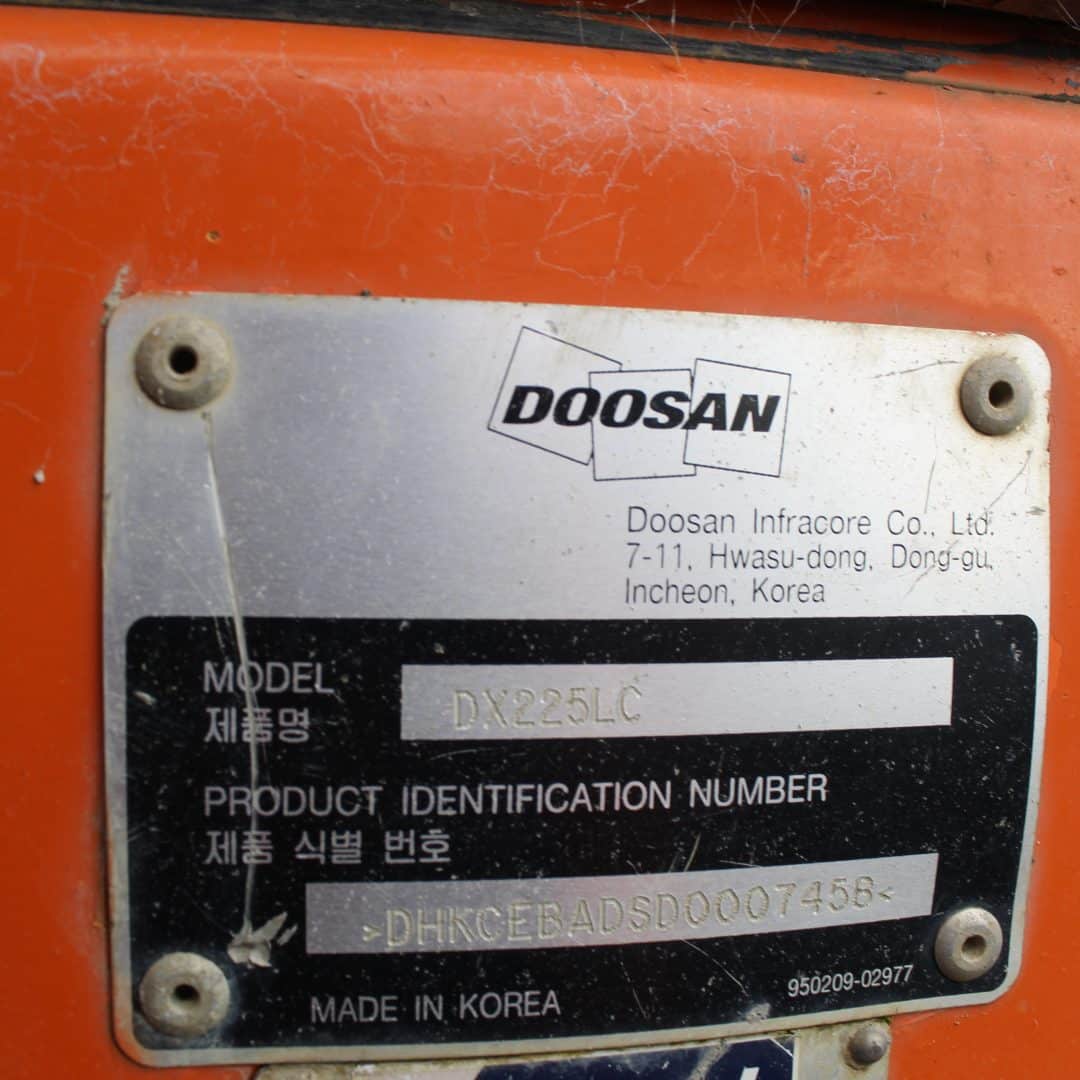 DOOSAN
Doosan Infracore Co., Ltd.
7-11, Hwasu-dong, Dong-gu,
Incheon, Korea
MODEL
제품명
DX225LC
PRODUCT IDENTIFICATION NUMBER
제품 식별 번호
>DHKCEBADSD0007458<
MADE IN KOREA
950209-02977